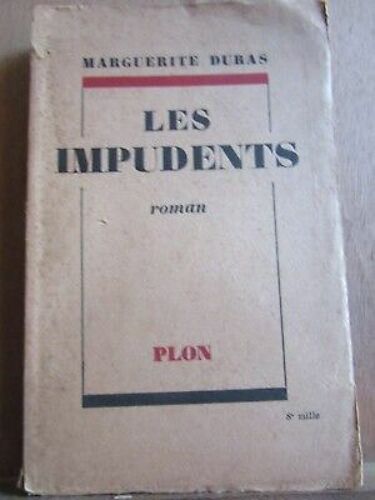 MARGUERITE DURAS
LES
IMPUDENTS
roman
PLON
8e mille